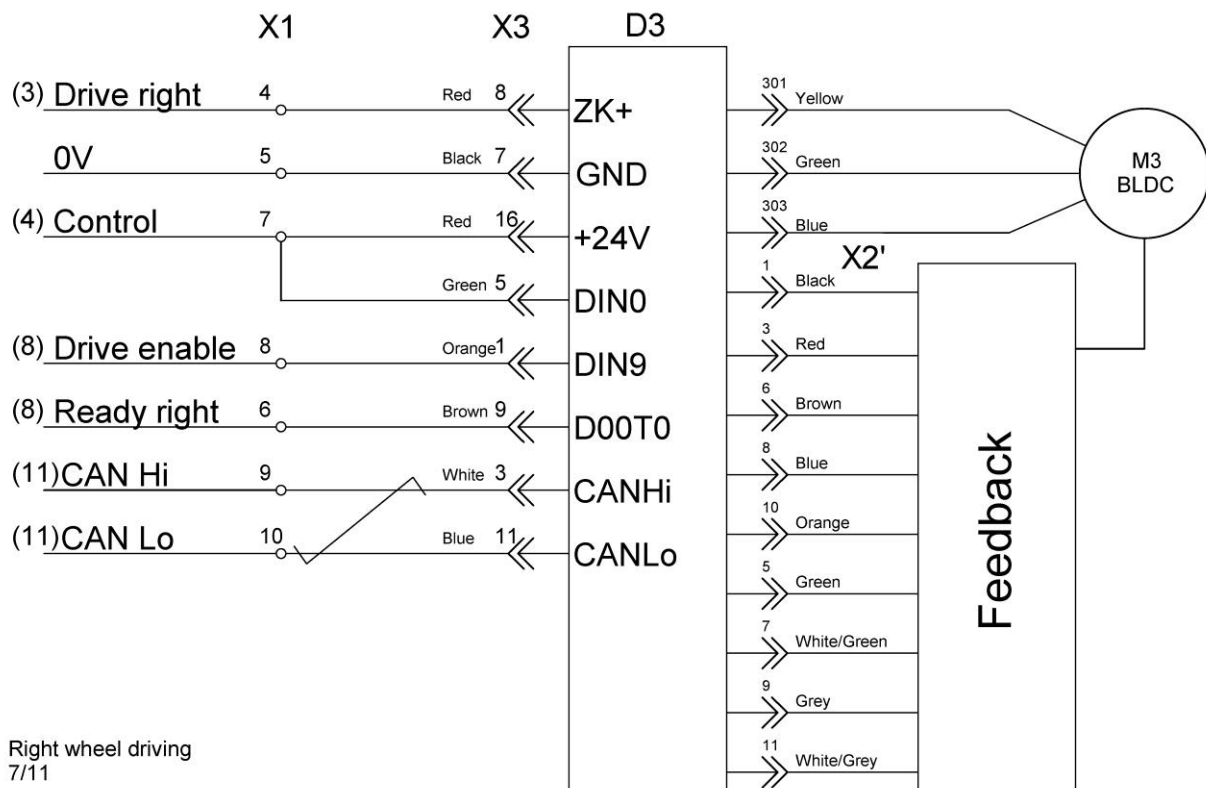 X1 X3 D3
(3) Drive right 4 Red 8 ZK+ 301 Yellow
0V 5 Black 7 GND 302 Green
M3
BLDC
(4) Control 7 Red 16 +24V 303 Blue
X2'
Green 5 DIN0 1 Black
(8) Drive enable 8 Orange 1 DIN9 3 Red
(8) Ready right 6 Brown 9 D00T0 6 Brown
(11) CAN Hi 9 White 3 CANHi 8 Blue
(11) CAN Lo 10 Blue 11 CANLo 10 Orange
5 Green
7 White/Green
9 Grey
11 White/Grey
Feedback
Right wheel driving
7/11